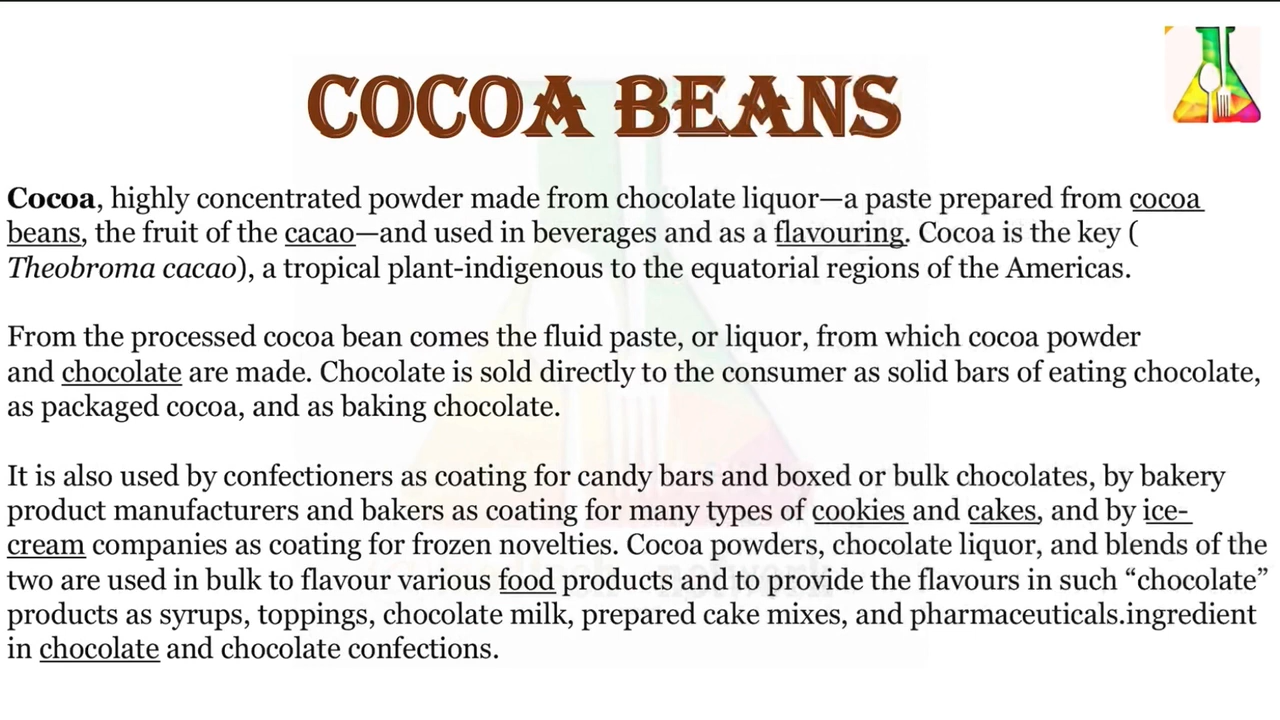 COCOA BEANS
Cocoa, highly concentrated powder made from chocolate liquor—a paste prepared from cocoa
beans, the fruit of the cacao—and used in beverages and as a flavouring. Cocoa is the key (
Theobroma cacao), a tropical plant-indigenous to the equatorial regions of the Americas.
From the processed cocoa bean comes the fluid paste, or liquor, from which cocoa powder
and chocolate are made. Chocolate is sold directly to the consumer as solid bars of eating chocolate,
as packaged cocoa, and as baking chocolate.
It is also used by confectioners as coating for candy bars and boxed or bulk chocolates, by bakery
product manufacturers and bakers as coating for many types of cookies and cakes, and by ice-
cream companies as coating for frozen novelties. Cocoa powders, chocolate liquor, and blends of the
two are used in bulk to flavour various food products and to provide the flavours in such “chocolate”
products as syrups, toppings, chocolate milk, prepared cake mixes, and pharmaceuticals.ingredient
in chocolate and chocolate confections.